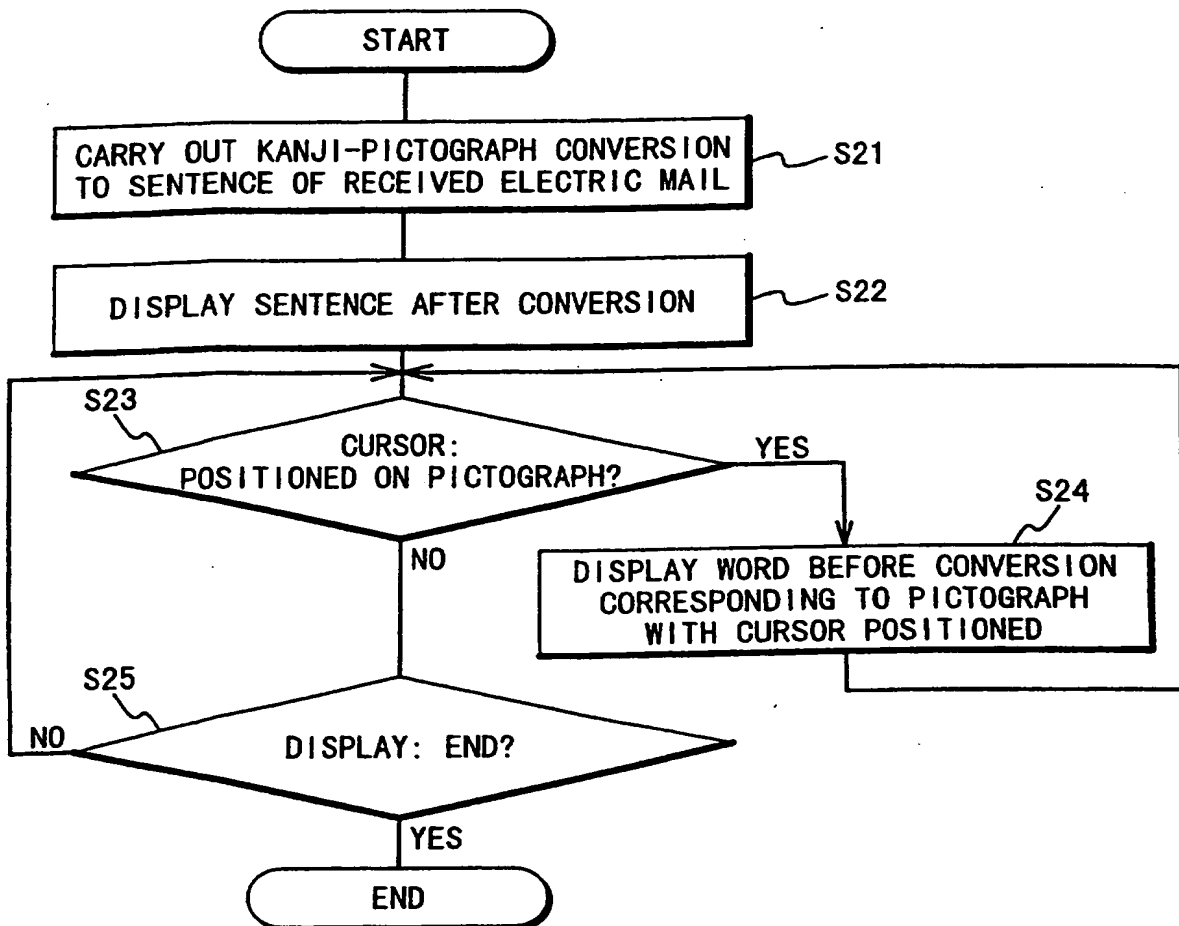 START
CARRY OUT KANJI-PICTOGRAPH CONVERSION
TO SENTENCE OF RECEIVED ELECTRIC MAIL
S21
DISPLAY SENTENCE AFTER CONVERSION
S22
S23
CURSOR:
POSITIONED ON PICTOGRAPH?
YES
NO
S24
DISPLAY WORD BEFORE CONVERSION
CORRESPONDING TO PICTOGRAPH
WITH CURSOR POSITIONED
S25
NO
DISPLAY: END?
YES
END